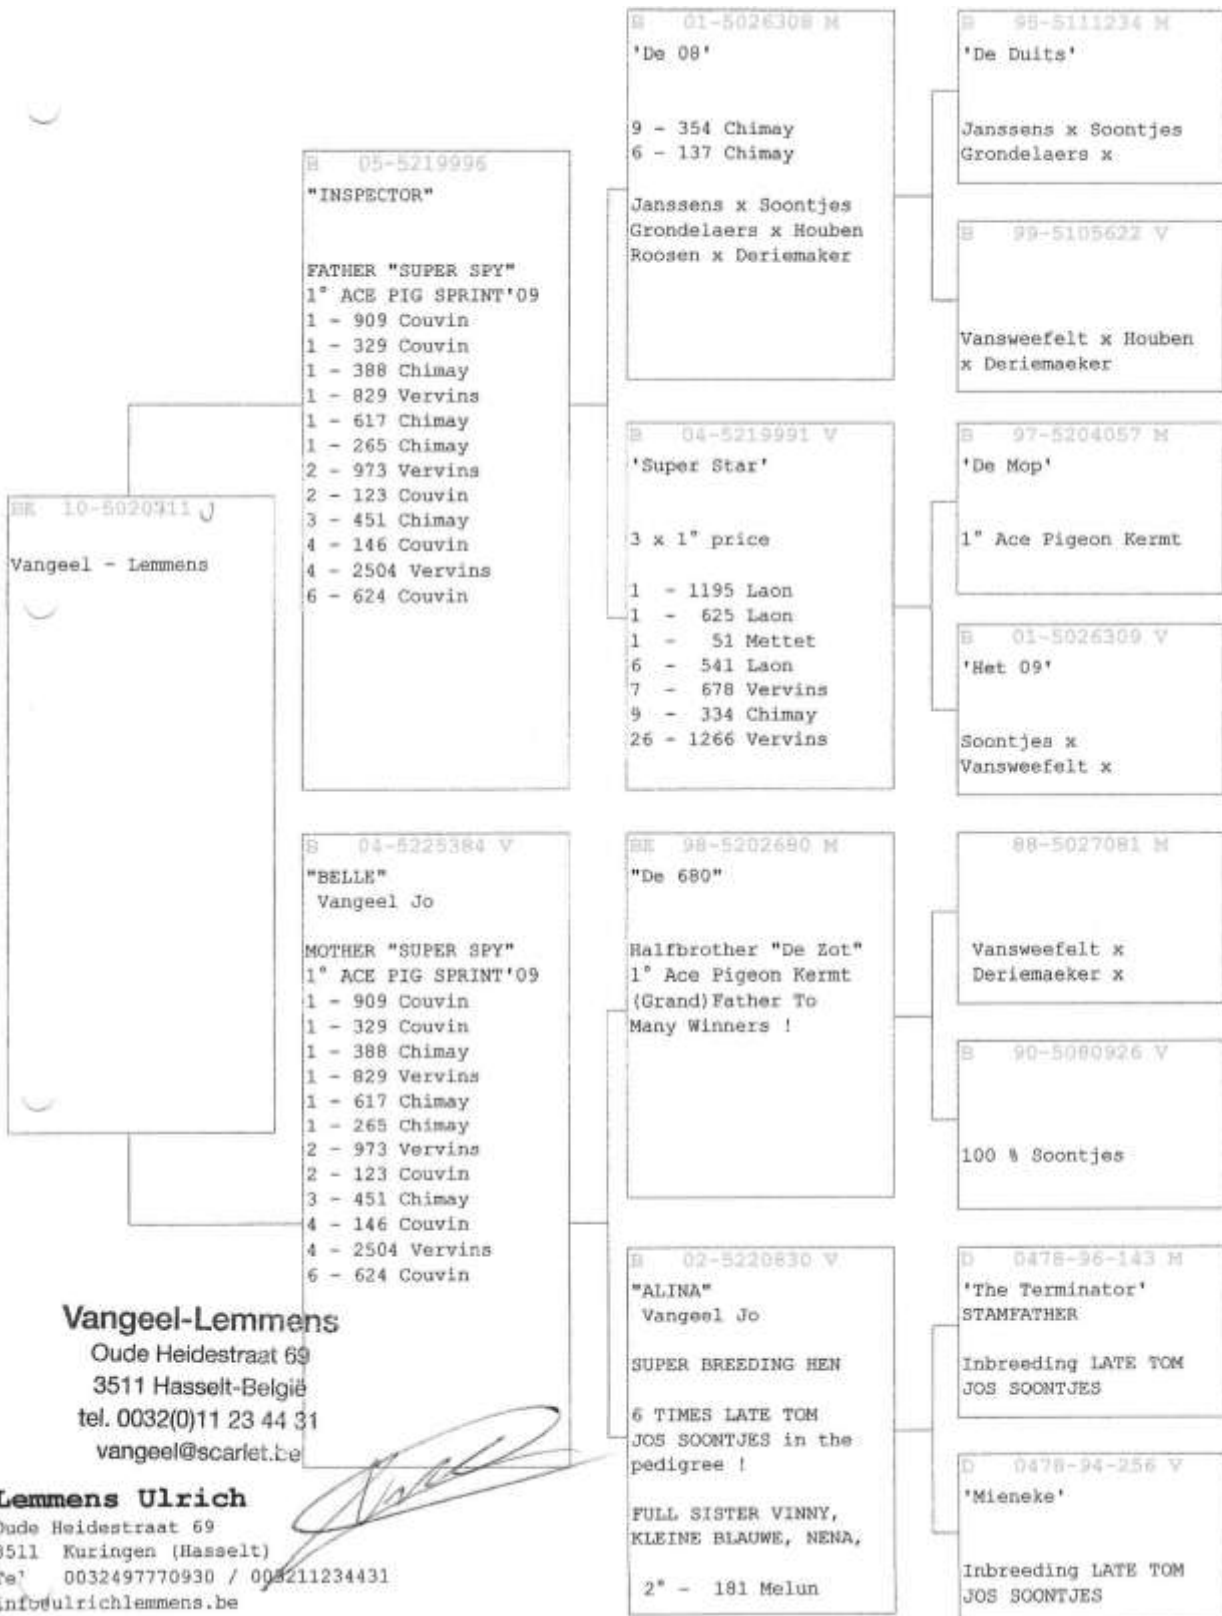 BE 10-5020311 J
Vangeel - Lemmens
B 05-5219996
"INSPECTOR"
FATHER "SUPER SPY"
1° ACE PIG SPRINT'09
1 - 909 Couvin
1 - 329 Couvin
1 - 388 Chimay
1 - 829 Vervins
1 - 617 Chimay
1 - 265 Chimay
2 - 973 Vervins
2 - 123 Couvin
3 - 451 Chimay
4 - 146 Couvin
4 - 2504 Vervins
6 - 624 Couvin
B 04-5225384 V
"BELLE"
Vangeel Jo
MOTHER "SUPER SPY"
1° ACE PIG SPRINT'09
1 - 909 Couvin
1 - 329 Couvin
1 - 388 Chimay
1 - 829 Vervins
1 - 617 Chimay
1 - 265 Chimay
2 - 973 Vervins
2 - 123 Couvin
3 - 451 Chimay
4 - 146 Couvin
4 - 2504 Vervins
6 - 624 Couvin
B 01-5026308 M
'De 08'
9 - 354 Chimay
6 - 137 Chimay
Janssens x Soontjes
Grondelaers x Houben
Roosen x Deriemaker
B 04-5219991 V
'Super Star'
3 x 1° price
1 - 1195 Laon
1 - 625 Laon
1 - 51 Mettet
6 - 541 Laon
7 - 678 Vervins
9 - 334 Chimay
26 - 1266 Vervins
BE 98-5202680 M
"De 680"
Halfbrother "De Zot"
1° Ace Pigeon Kermt
(Grand)Father To
Many Winners !
B 02-5220830 V
"ALINA"
Vangeel Jo
SUPER BREEDING HEN
6 TIMES LATE TOM
JOS SOONTJES in the
pedigree !
FULL SISTER VINNY,
KLEINE BLAUWE, NENA,
2° - 181 Melun
B 95-5111234 M
'De Duits'
Janssens x Soontjes
Grondelaers x
B 99-5105622 V
Vansweefelt x Houben
x Deriemaeker
B 97-5204057 M
'De Mop'
1° Ace Pigeon Kermt
B 01-5026309 V
'Het 09'
Soontjes x
Vansweefelt x
88-5027081 M
Vansweefelt x
Deriemaeker x
B 90-5080926 V
100 % Soontjes
D 0478-96-143 M
'The Terminator'
STAMFATHER
Inbreeding LATE TOM
JOS SOONTJES
D 0478-94-256 V
'Mieneke'
Inbreeding LATE TOM
JOS SOONTJES
Vangeel-Lemmens
Oude Heidestraat 69
3511 Hasselt-België
tel. 0032(0)11 23 44 31
vangeel@scarlet.be
Lemmens Ulrich
Oude Heidestraat 69
3511 Kuringen (Hasselt)
Tel 0032497770930 / 003211234431
info@ulrichlemmens.be